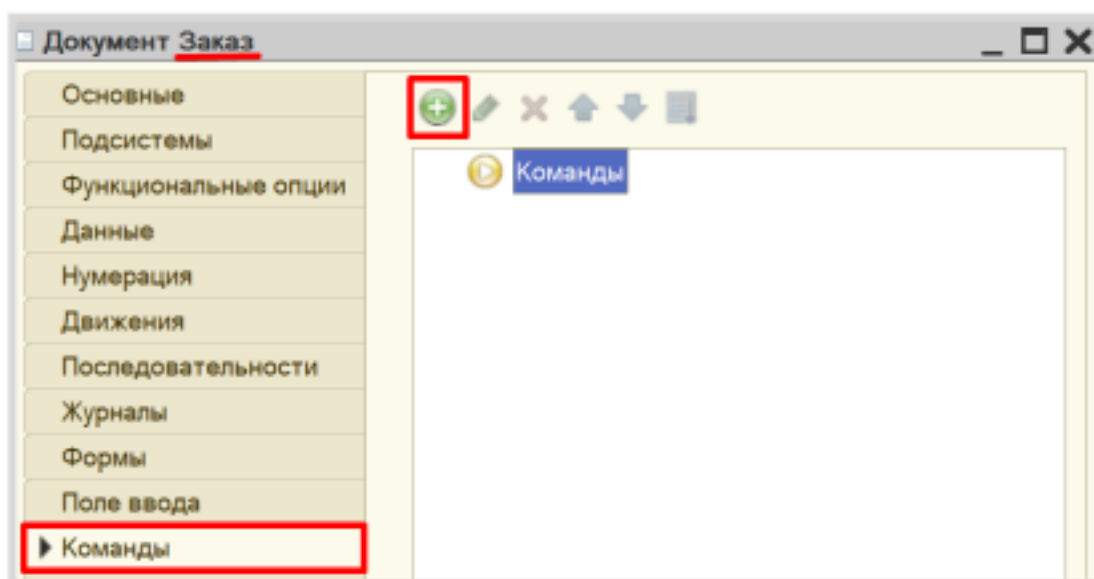 Документ Заказ
Основные
Подсистемы
Функциональные опции
Данные
Нумерация
Движения
Последовательности
Журналы
Формы
Поле ввода
Команды
Команды